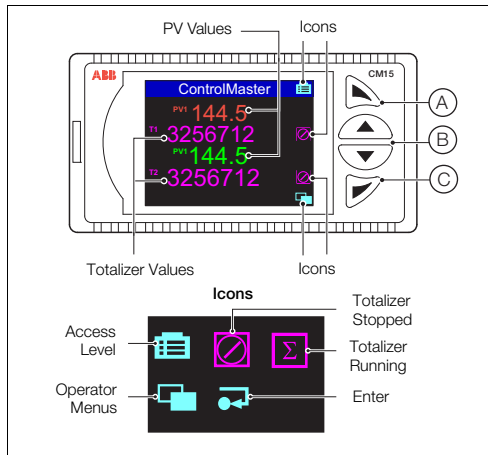 PV Values
Icons
ABB
CM15
ControlMaster
PV1 144.5
T1 3256712
PV1 144.5
T2 3256712
A
B
C
Totalizer Values
Icons
Icons
Access
Level
Totalizer
Stopped
Σ
Totalizer
Running
Operator
Menus
Enter